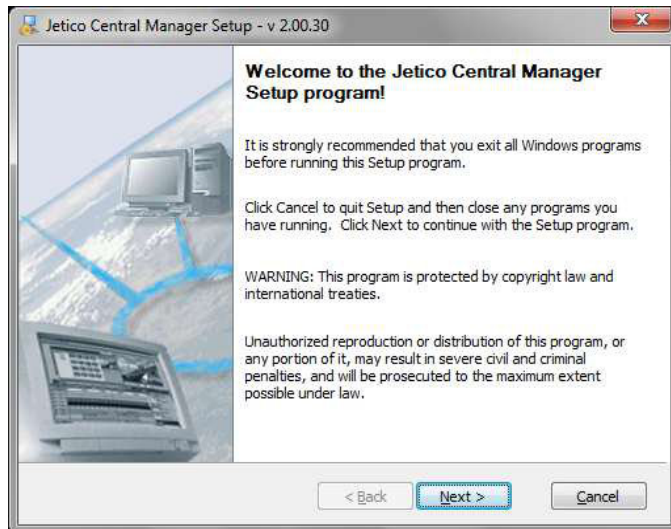 Jetico Central Manager Setup - v 2.00.30
Welcome to the Jetico Central Manager
Setup program!
It is strongly recommended that you exit all Windows programs
before running this Setup program.
Click Cancel to quit Setup and then close any programs you
have running.  Click Next to continue with the Setup program.
WARNING: This program is protected by copyright law and
international treaties.
Unauthorized reproduction or distribution of this program, or
any portion of it, may result in severe civil and criminal
penalties, and will be prosecuted to the maximum extent
possible under law.
< Back Next > Cancel